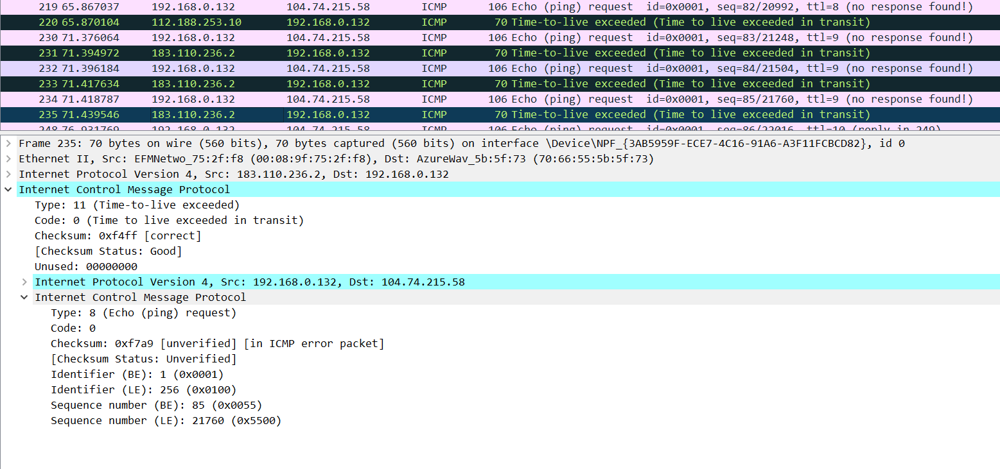 219 65.867037 192.168.0.132 104.74.215.58 ICMP 106 Echo (ping) request id=0x0001, seq=82/20992, ttl=8 (no response found!)
220 65.870104 112.188.253.10 192.168.0.132 ICMP 70 Time-to-live exceeded (Time to live exceeded in transit)
230 71.376064 192.168.0.132 104.74.215.58 ICMP 106 Echo (ping) request id=0x0001, seq=83/21248, ttl=9 (no response found!)
231 71.394972 183.110.236.2 192.168.0.132 ICMP 70 Time-to-live exceeded (Time to live exceeded in transit)
232 71.396184 192.168.0.132 104.74.215.58 ICMP 106 Echo (ping) request id=0x0001, seq=84/21504, ttl=9 (no response found!)
233 71.417634 183.110.236.2 192.168.0.132 ICMP 70 Time-to-live exceeded (Time to live exceeded in transit)
234 71.418787 192.168.0.132 104.74.215.58 ICMP 106 Echo (ping) request id=0x0001, seq=85/21760, ttl=9 (no response found!)
235 71.439546 183.110.236.2 192.168.0.132 ICMP 70 Time-to-live exceeded (Time to live exceeded in transit)
248 76.931769 192.168.0.132 104.74.215.58 ICMP 106 Echo (ping) request id=0x0001, seq=86/22016, ttl=10 (reply in 249)
Frame 235: 70 bytes on wire (560 bits), 70 bytes captured (560 bits) on interface \Device\NPF_{3AB5959F-ECE7-4C16-91A6-A3F11FCBCD82}, id 0
Ethernet II, Src: EFMNetwo_75:2f:f8 (00:08:9f:75:2f:f8), Dst: AzureWav_5b:5f:73 (70:66:55:5b:5f:73)
Internet Protocol Version 4, Src: 183.110.236.2, Dst: 192.168.0.132
Internet Control Message Protocol
Type: 11 (Time-to-live exceeded)
Code: 0 (Time to live exceeded in transit)
Checksum: 0xf4ff [correct]
[Checksum Status: Good]
Unused: 00000000
Internet Protocol Version 4, Src: 192.168.0.132, Dst: 104.74.215.58
Internet Control Message Protocol
Type: 8 (Echo (ping) request)
Code: 0
Checksum: 0xf7a9 [unverified] [in ICMP error packet]
[Checksum Status: Unverified]
Identifier (BE): 1 (0x0001)
Identifier (LE): 256 (0x0100)
Sequence number (BE): 85 (0x0055)
Sequence number (LE): 21760 (0x5500)